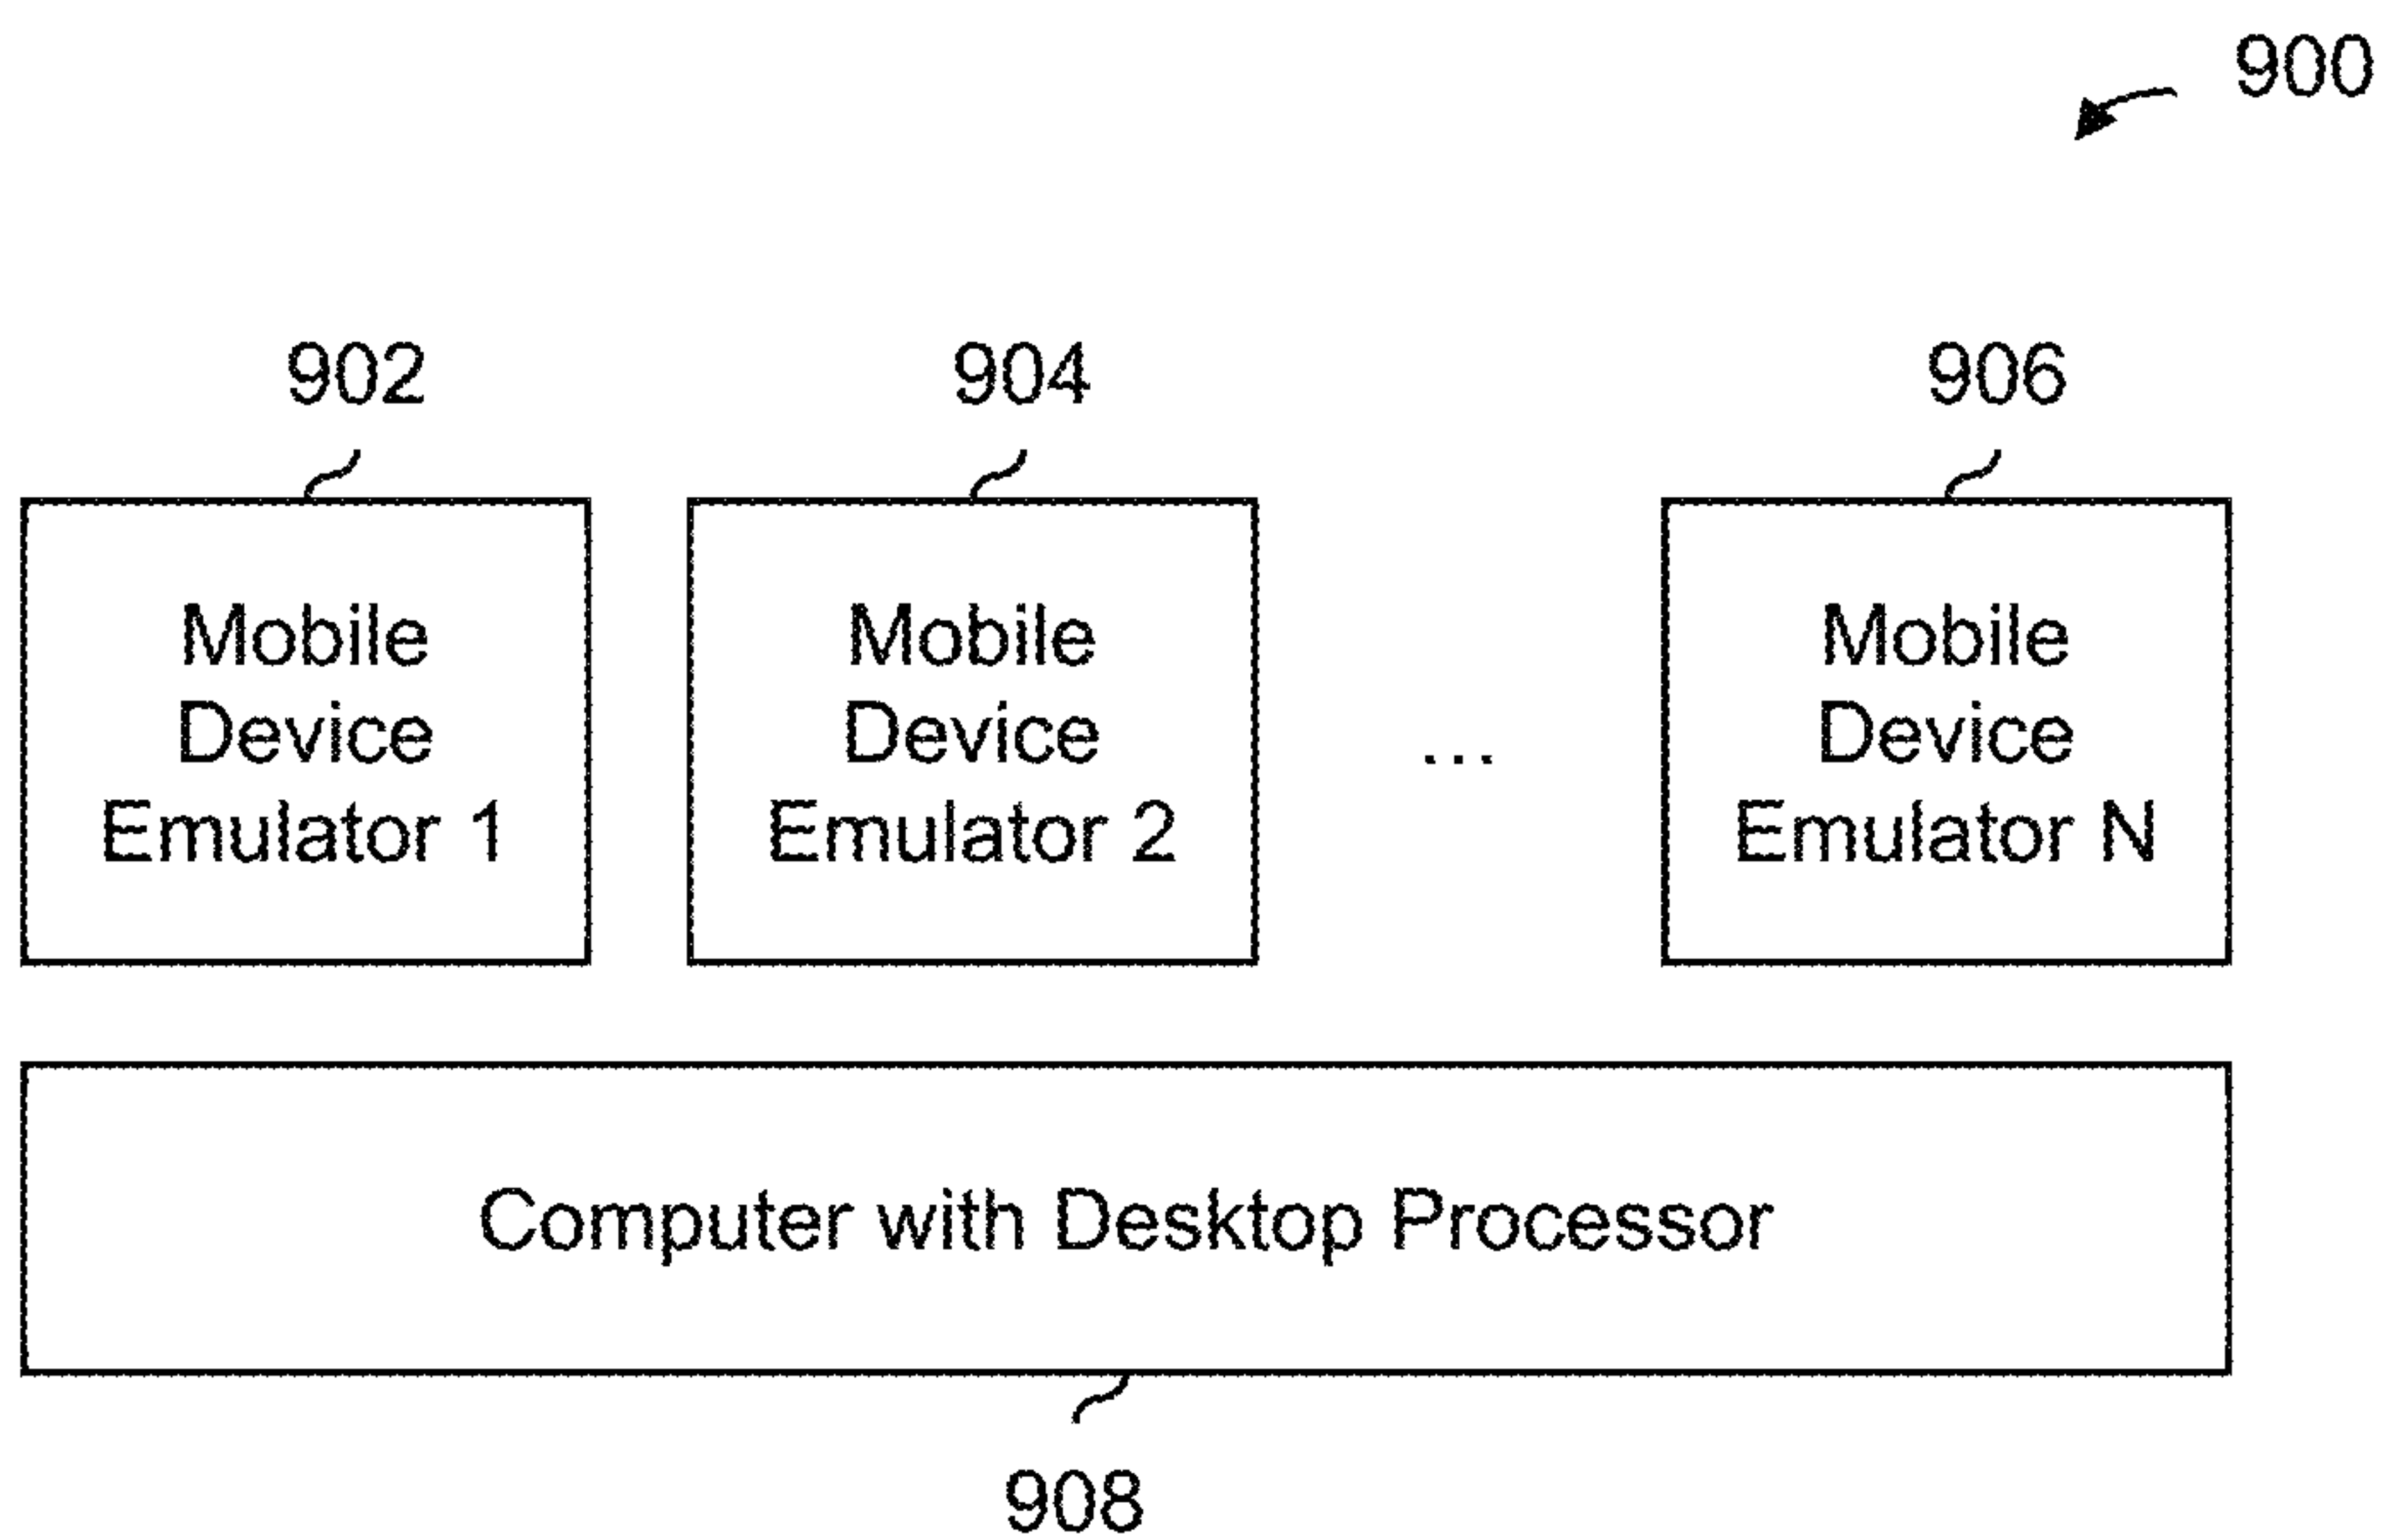 900
902
904
906
Mobile
Device
Emulator 1
Mobile
Device
Emulator 2
...
Mobile
Device
Emulator N
Computer with Desktop Processor
908